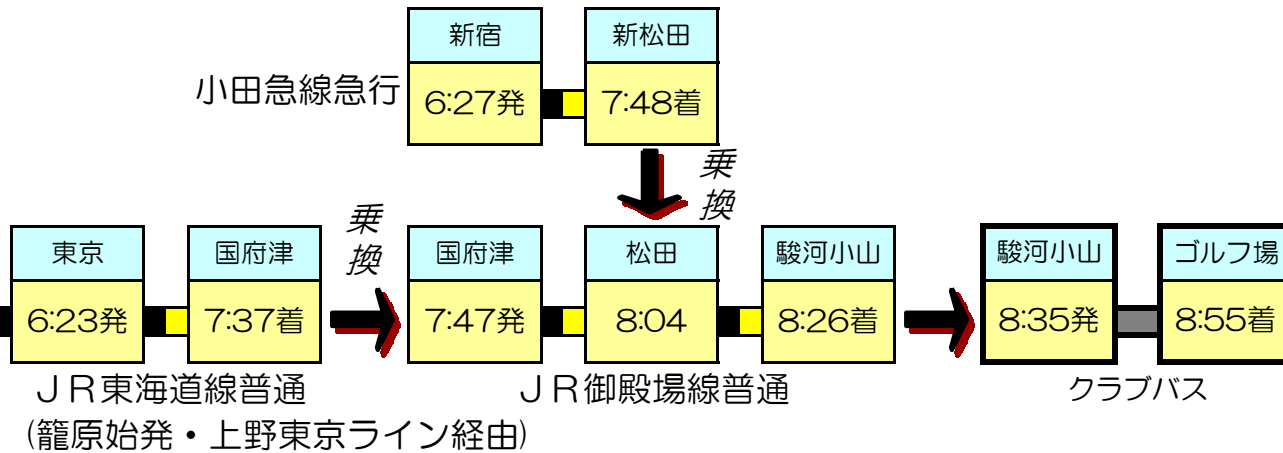 新宿 新松田
小田急線急行 6:27発 7:48着
乗換
乗換
東京 国府津 国府津 松田 駿河小山 駿河小山 ゴルフ場
6:23発 7:37着 7:47発 8:04 8:26着 8:35発 8:55着
JR東海道線普通 JR御殿場線普通 クラブバス
(籠原始発・上野東京ライン経由)